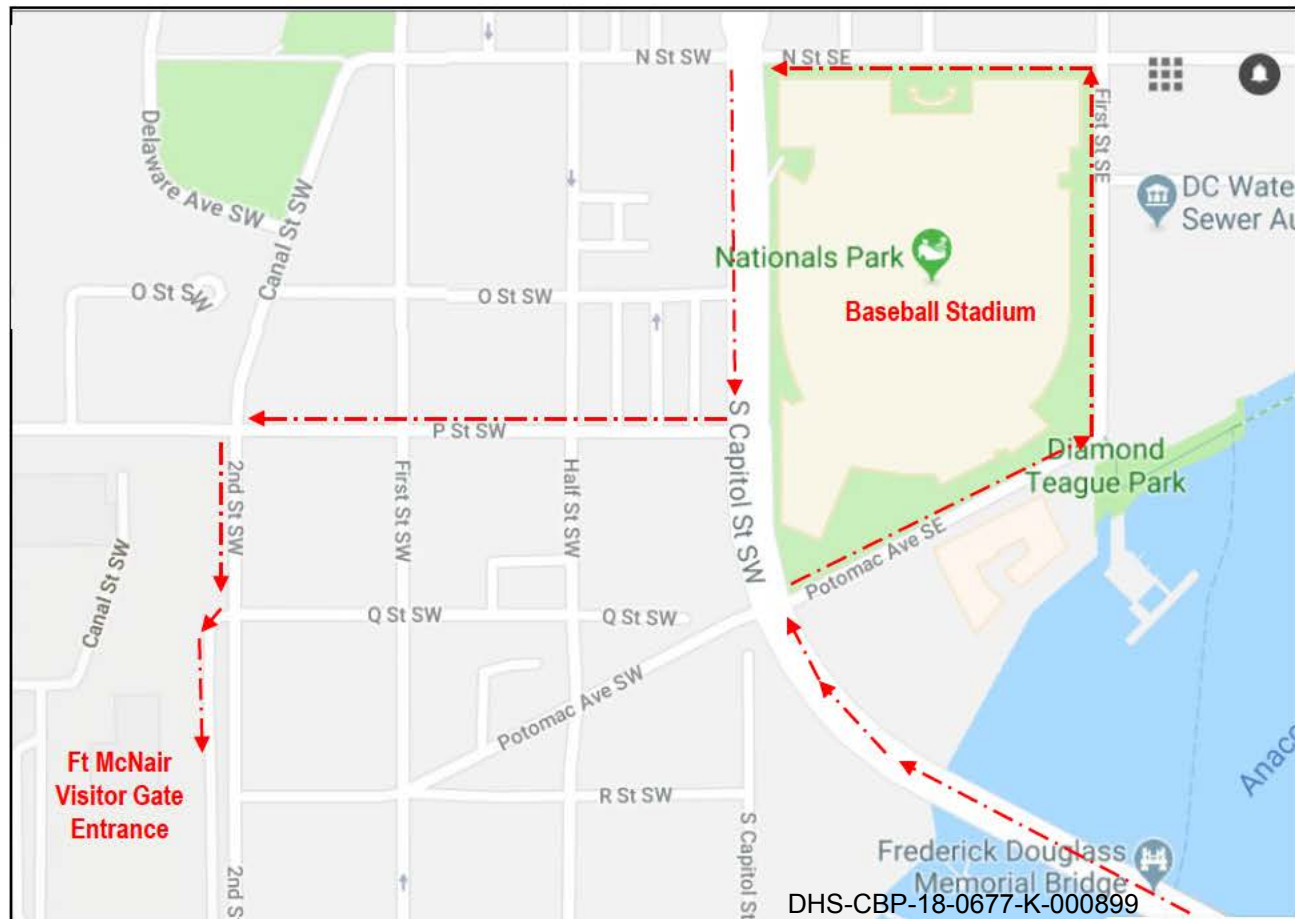 N St SW
N St SE
First St SE
Delaware Ave SW
Canal St SW
DC Wate
Sewer Au
Nationals Park
Baseball Stadium
O St SW
O St SW
P St SW
S Capitol St SW
Diamond
Teague Park
2nd St SW
First St SW
Half St SW
Canal St SW
Potomac Ave SE
Q St SW
Q St SW
Potomac Ave SW
Ft McNair
Visitor Gate
Entrance
R St SW
S Capitol St
2nd S
Anaco
Frederick Douglass
Memorial Bridge
DHS-CBP-18-0677-K-000899